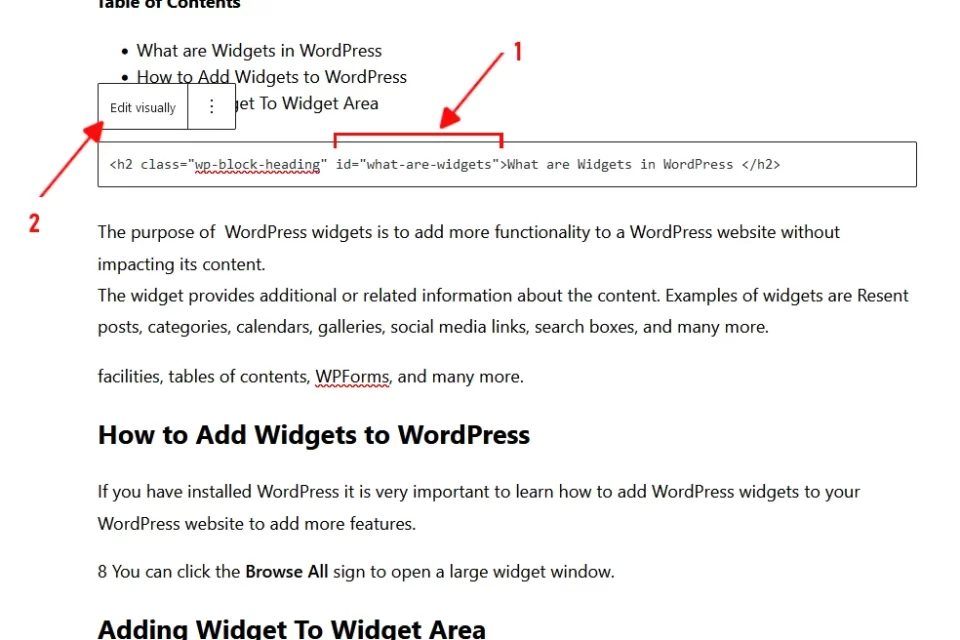 Table of Contents
1
• What are Widgets in WordPress
• How to Add Widgets to WordPress
Edit visually
get To Widget Area
<h2 class="wp-block-heading" id="what-are-widgets">What are Widgets in WordPress </h2>
2
The purpose of  WordPress widgets is to add more functionality to a WordPress website without
impacting its content.
The widget provides additional or related information about the content. Examples of widgets are Resent
posts, categories, calendars, galleries, social media links, search boxes, and many more.
facilities, tables of contents, WPForms, and many more.
How to Add Widgets to WordPress
If you have installed WordPress it is very important to learn how to add WordPress widgets to your
WordPress website to add more features.
8 You can click the Browse All sign to open a large widget window.
Adding Widget To Widget Area